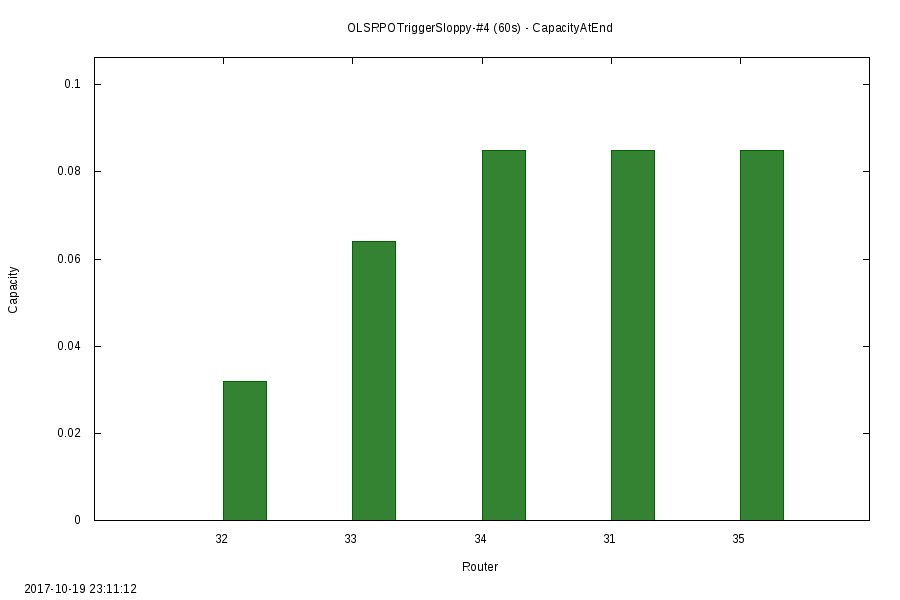 OLSRPOTriggerSloppy-#4 (60s) - CapacityAtEnd
0.1
0.08
0.06
0.04
0.02
0
Capacity
32 33 34 31 35
Router
2017-10-19 23:11:12